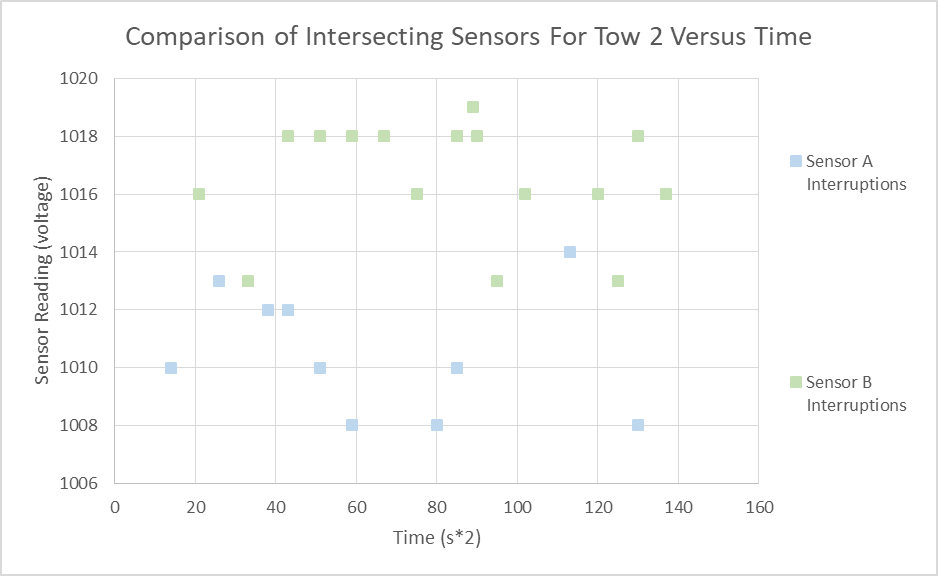 Comparison of Intersecting Sensors For Tow 2 Versus Time
Sensor Reading (voltage)
1020
1018
1016
1014
1012
1010
1008
1006
0 20 40 60 80 100 120 140 160
Time (s*2)
Sensor A
Interruptions
Sensor B
Interruptions